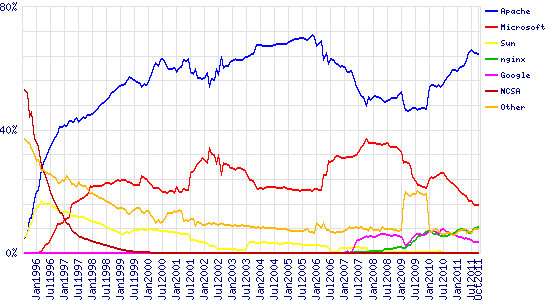 80%
40%
0%
Apache
Microsoft
Sun
nginx
Google
NCSA
Other
Jan1996
Jul1996
Jan1997
Jul1997
Jan1998
Jul1998
Jan1999
Jul1999
Jan2000
Jul2000
Jan2001
Jul2001
Jan2002
Jul2002
Jan2003
Jul2003
Jan2004
Jul2004
Jan2005
Jul2005
Jan2006
Jul2006
Jan2007
Jul2007
Jan2008
Jul2008
Jan2009
Jul2009
Jan2010
Jul2010
Jan2011
Jul2011
Oct2011